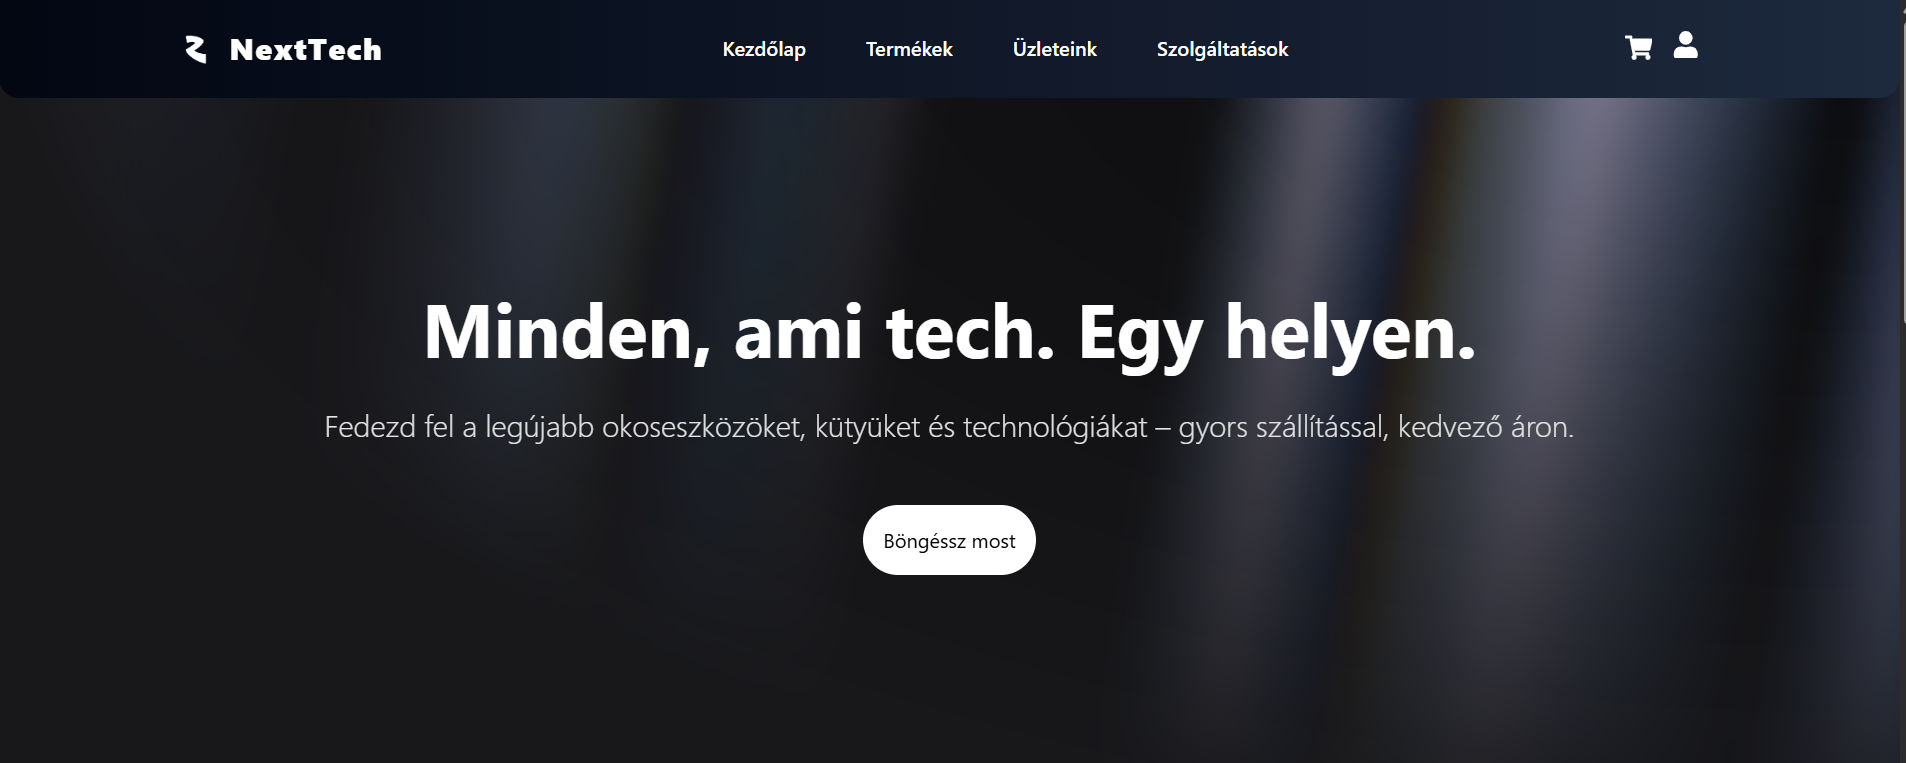 NextTech
Kezdőlap
Termékek
Üzleteink
Szolgáltatások
Minden, ami tech. Egy helyen.
Fedezd fel a legújabb okoseszközöket, kütyüket és technológiákat – gyors szállítással, kedvező áron.
Böngéssz most